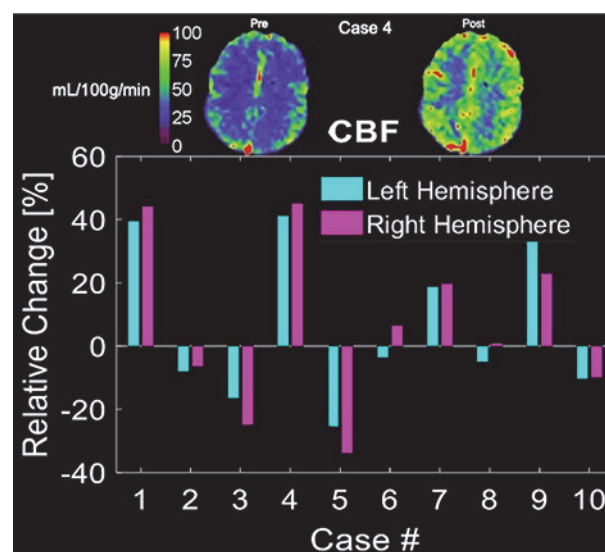 Pre
Case 4
Post
100
75
50
25
0
mL/100g/min
CBF
60
40
20
0
-20
-40
Relative Change [%]
Left Hemisphere
Right Hemisphere
1 2 3 4 5 6 7 8 9 10
Case #